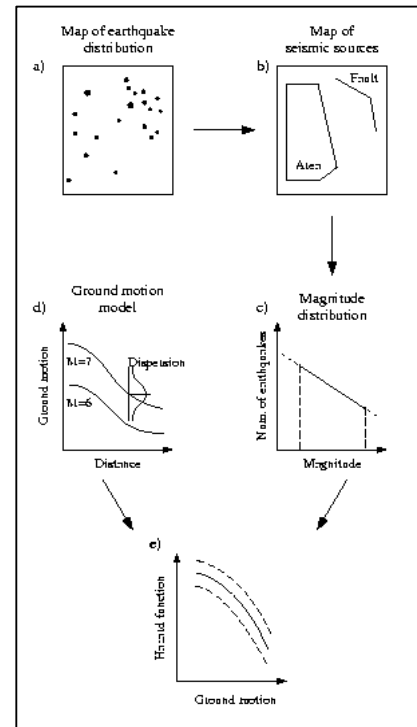 Map of earthquake
distribution
a)
Map of
seismic sources
b)
Fault
Area
Ground motion
model
d)
Ground motion
M=7
M=6
Dispersion
Distance
Magnitude
distribution
c)
Num. of earthquakes
Magnitude
e)
Hazard function
Ground motion